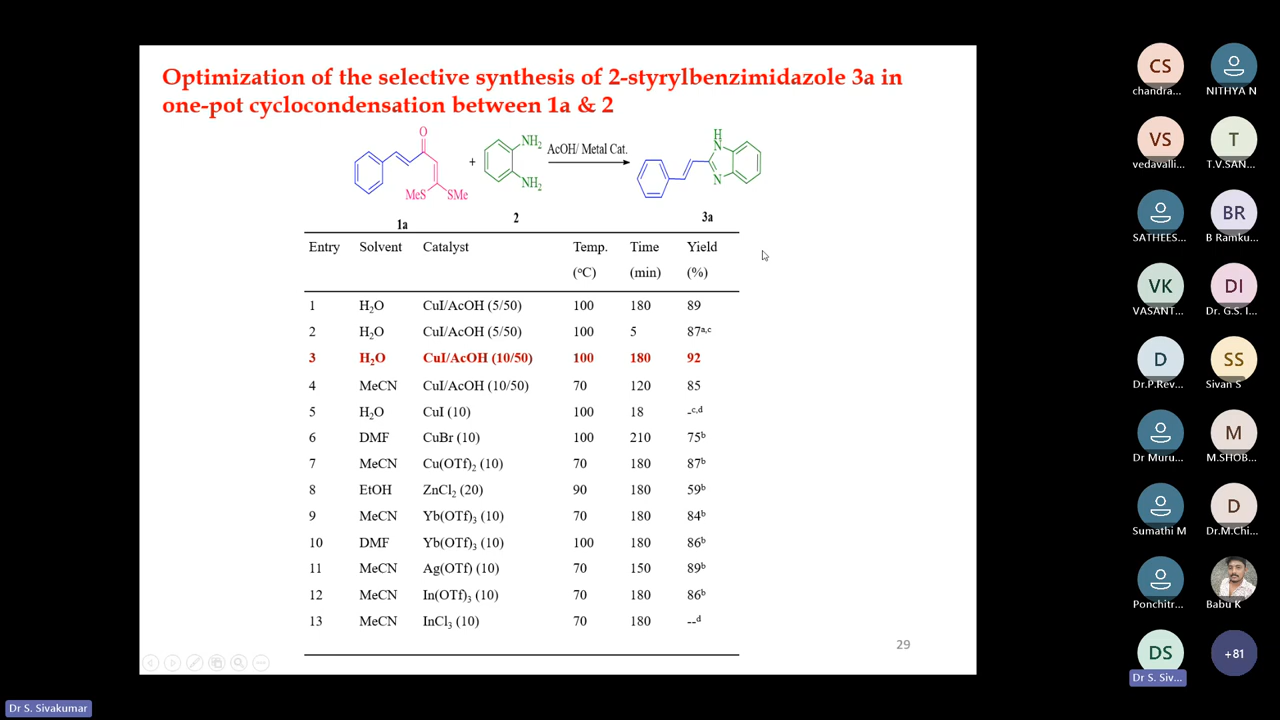 Optimization of the selective synthesis of 2-styrylbenzimidazole 3a in
one-pot cyclocondensation between 1a & 2
O
MeS SMe
1a
+
NH₂
NH₂
2
AcOH/ Metal Cat.
H
N
N
3a
Entry Solvent Catalyst Temp. Time Yield
(ᵒC) (min) (%)
1 H₂O CuI/AcOH (5/50) 100 180 89
2 H₂O CuI/AcOH (5/50) 100 5 87ᵃ,ᶜ
3 H₂O CuI/AcOH (10/50) 100 180 92
4 MeCN CuI/AcOH (10/50) 70 120 85
5 H₂O CuI (10) 100 18 -ᶜ,ᵈ
6 DMF CuBr (10) 100 210 75ᵇ
7 MeCN Cu(OTf)₂ (10) 70 180 87ᵇ
8 EtOH ZnCl₂ (20) 90 180 59ᵇ
9 MeCN Yb(OTf)₃ (10) 70 180 84ᵇ
10 DMF Yb(OTf)₃ (10) 100 180 86ᵇ
11 MeCN Ag(OTf) (10) 70 150 89ᵇ
12 MeCN In(OTf)₃ (10) 70 180 86ᵇ
13 MeCN InCl₃ (10) 70 180 --ᵈ
29
CS
chandra...
NITHYA N
VS
vedavalli...
T
T.V.SAN...
SATHEES...
BR
B Ramku...
VK
VASANT...
DI
Dr. G.S. I...
D
Dr.P.Rev...
SS
Sivan S
Dr Muru...
M
M.SHOB...
Sumathi M
D
Dr.M.Chi...
Ponchitr...
Babu K
DS
Dr S. Siv...
+81
Dr S. Sivakumar